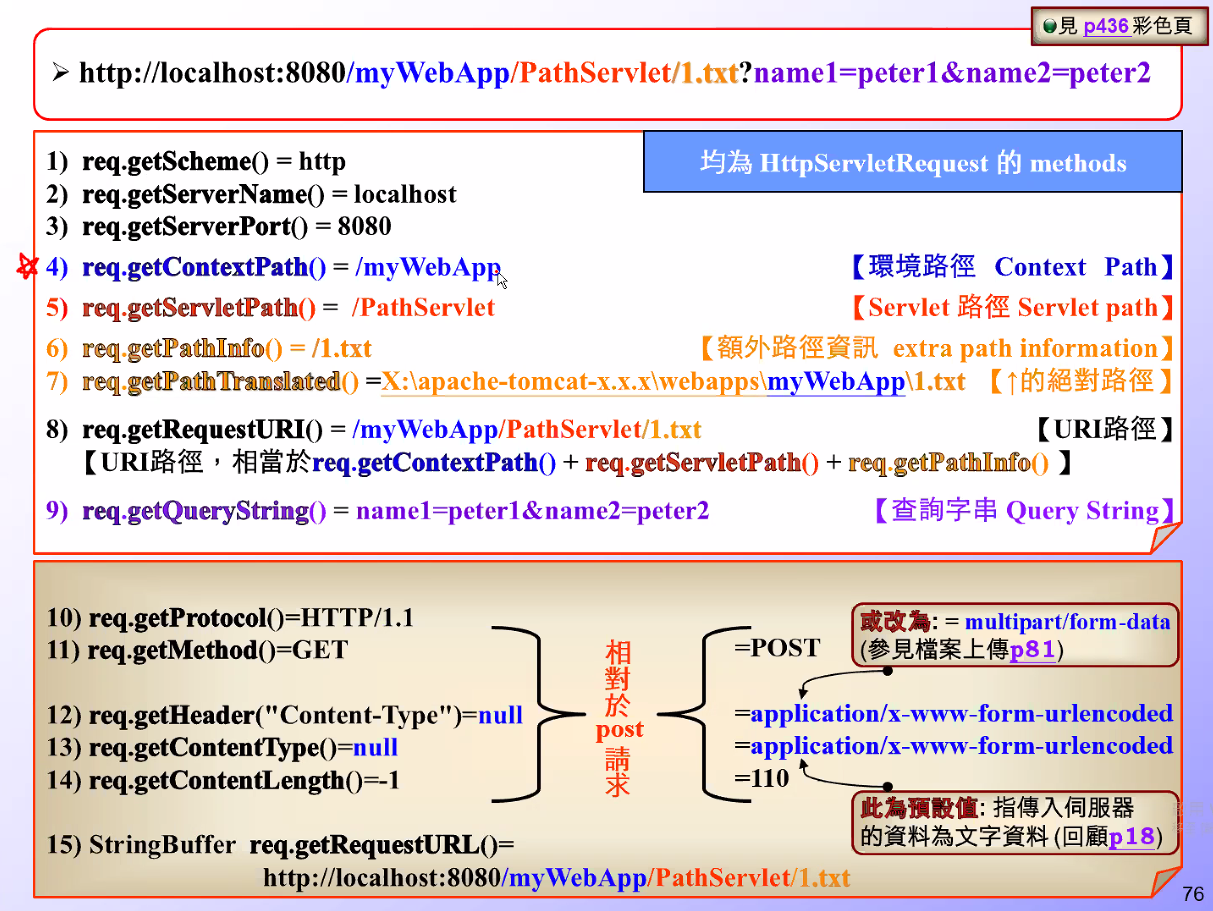 見 p436 彩色頁
➢ http://localhost:8080/myWebApp/PathServlet/1.txt?name1=peter1&name2=peter2
均為 HttpServletRequest 的 methods
1) req.getScheme() = http
2) req.getServerName() = localhost
3) req.getServerPort() = 8080
4) req.getContextPath() = /myWebApp 【環境路徑 Context Path】
5) req.getServletPath() = /PathServlet 【Servlet 路徑 Servlet path】
6) req.getPathInfo() = /1.txt 【額外路徑資訊 extra path information】
7) req.getPathTranslated() =X:\apache-tomcat-x.x.x\webapps\myWebApp\1.txt 【↑的絕對路徑】
8) req.getRequestURI() = /myWebApp/PathServlet/1.txt 【URI路徑】
【URI路徑，相當於req.getContextPath() + req.getServletPath() + req.getPathInfo() 】
9) req.getQueryString() = name1=peter1&name2=peter2 【查詢字串 Query String】
10) req.getProtocol()=HTTP/1.1
11) req.getMethod()=GET
12) req.getHeader("Content-Type")=null
13) req.getContentType()=null
14) req.getContentLength()=-1
相
對
於
post
請
求
=POST
或改為: = multipart/form-data
(參見檔案上傳p81)
=application/x-www-form-urlencoded
=application/x-www-form-urlencoded
=110
此為預設值: 指傳入伺服器
的資料為文字資料 (回顧p18)
15) StringBuffer req.getRequestURL()=
http://localhost:8080/myWebApp/PathServlet/1.txt
76